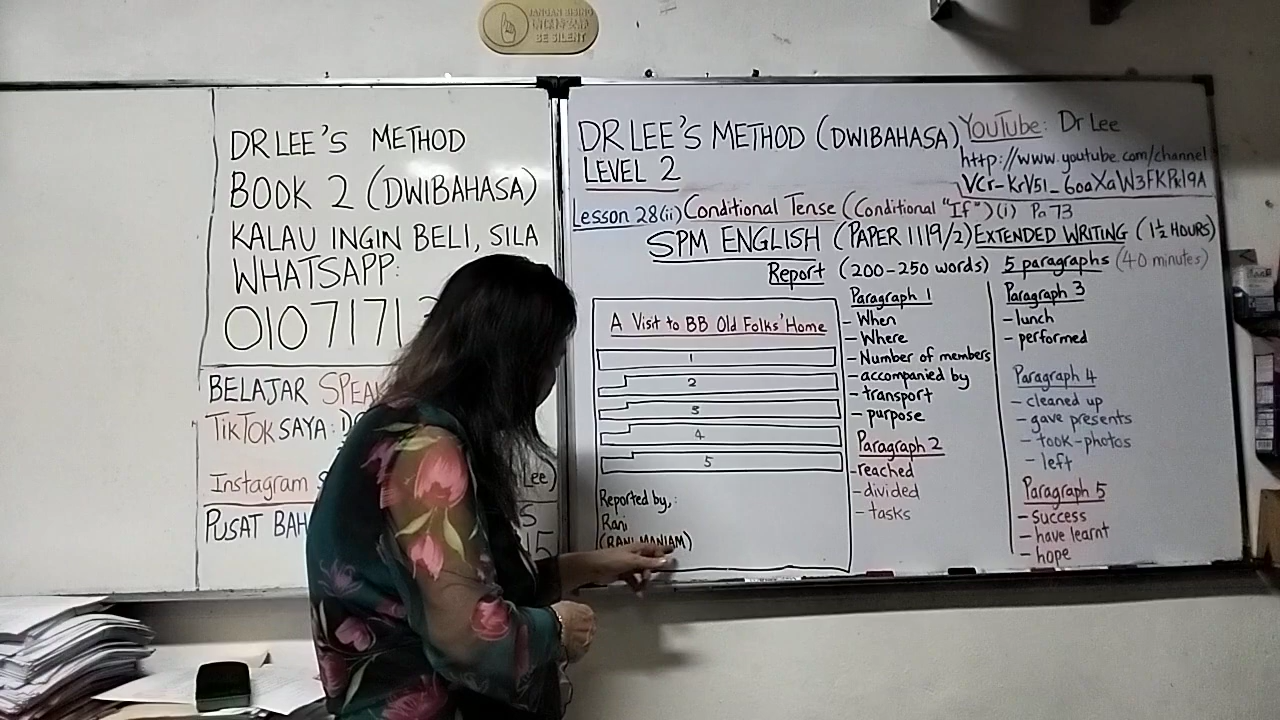 JANGAN BISING
BE SILENT
DR LEE'S METHOD
BOOK 2 (DWIBAHASA)
KALAU INGIN BELI, SILA
WHATSAPP:
0107171
BELAJAR
TIKTOK SAYA:
Instagram
Lee)
PUSAT
DR LEE'S METHOD (DWIBAHASA)
LEVEL 2
YouTube: Dr Lee
http://www.youtube.com/channel
Lesson 28(ii) Conditional Tense (Conditional "If")(i) Pg 73
SPM ENGLISH (PAPER 1119/2) EXTENDED WRITING (1½ HOURS)
Report (200-250 words) 5 paragraphs (40 minutes)
A Visit to BB Old Folks' Home
1
2
3
4
5
Reported by,:
Rani
(RANI MANIAM)
Paragraph 1
- When
- Where
- Number of members
- accompanied by
- transport
- purpose
Paragraph 2
- reached
- divided
- tasks
Paragraph 3
- lunch
- performed
Paragraph 4
- cleaned up
- gave presents
- took-photos
- left
Paragraph 5
- success
- have learnt
- hope